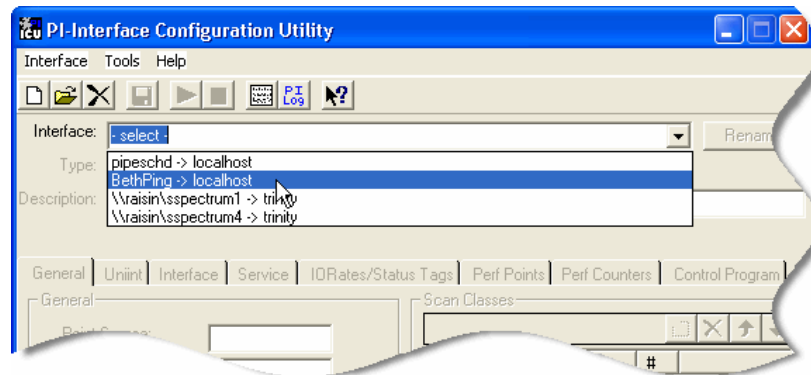 ICU PI-Interface Configuration Utility
Interface Tools Help
PI Log
Interface: - select -
Type: pipeschd -> localhost
BethPing -> localhost
Description: \\raisin\sspectrum1 -> trinity
\\raisin\sspectrum4 -> trinity
General Uniint Interface Service IORates/Status Tags Perf Points Perf Counters Control Program
General Scan Classes
#